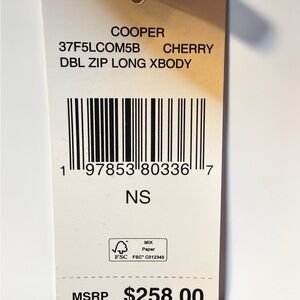 COOPER
37F5LCOM5B CHERRY
DBL ZIP LONG XBODY
1 97853 80336 7
NS
FSC
MIX
Paper
FSC® C012345
MSRP $258.00